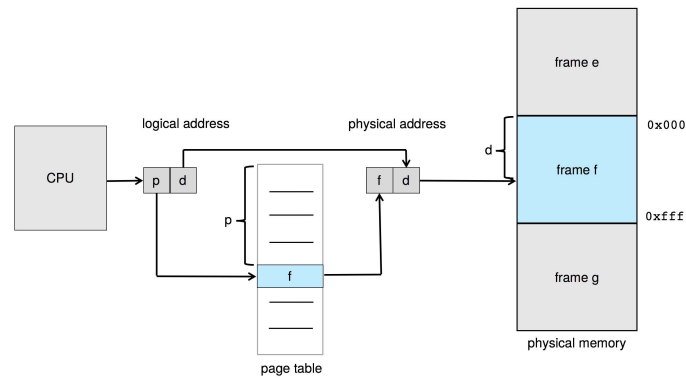 frame e
logical address
physical address
0x000
CPU
p
d
f
d
d
frame f
p
0xfff
f
frame g
physical memory
page table